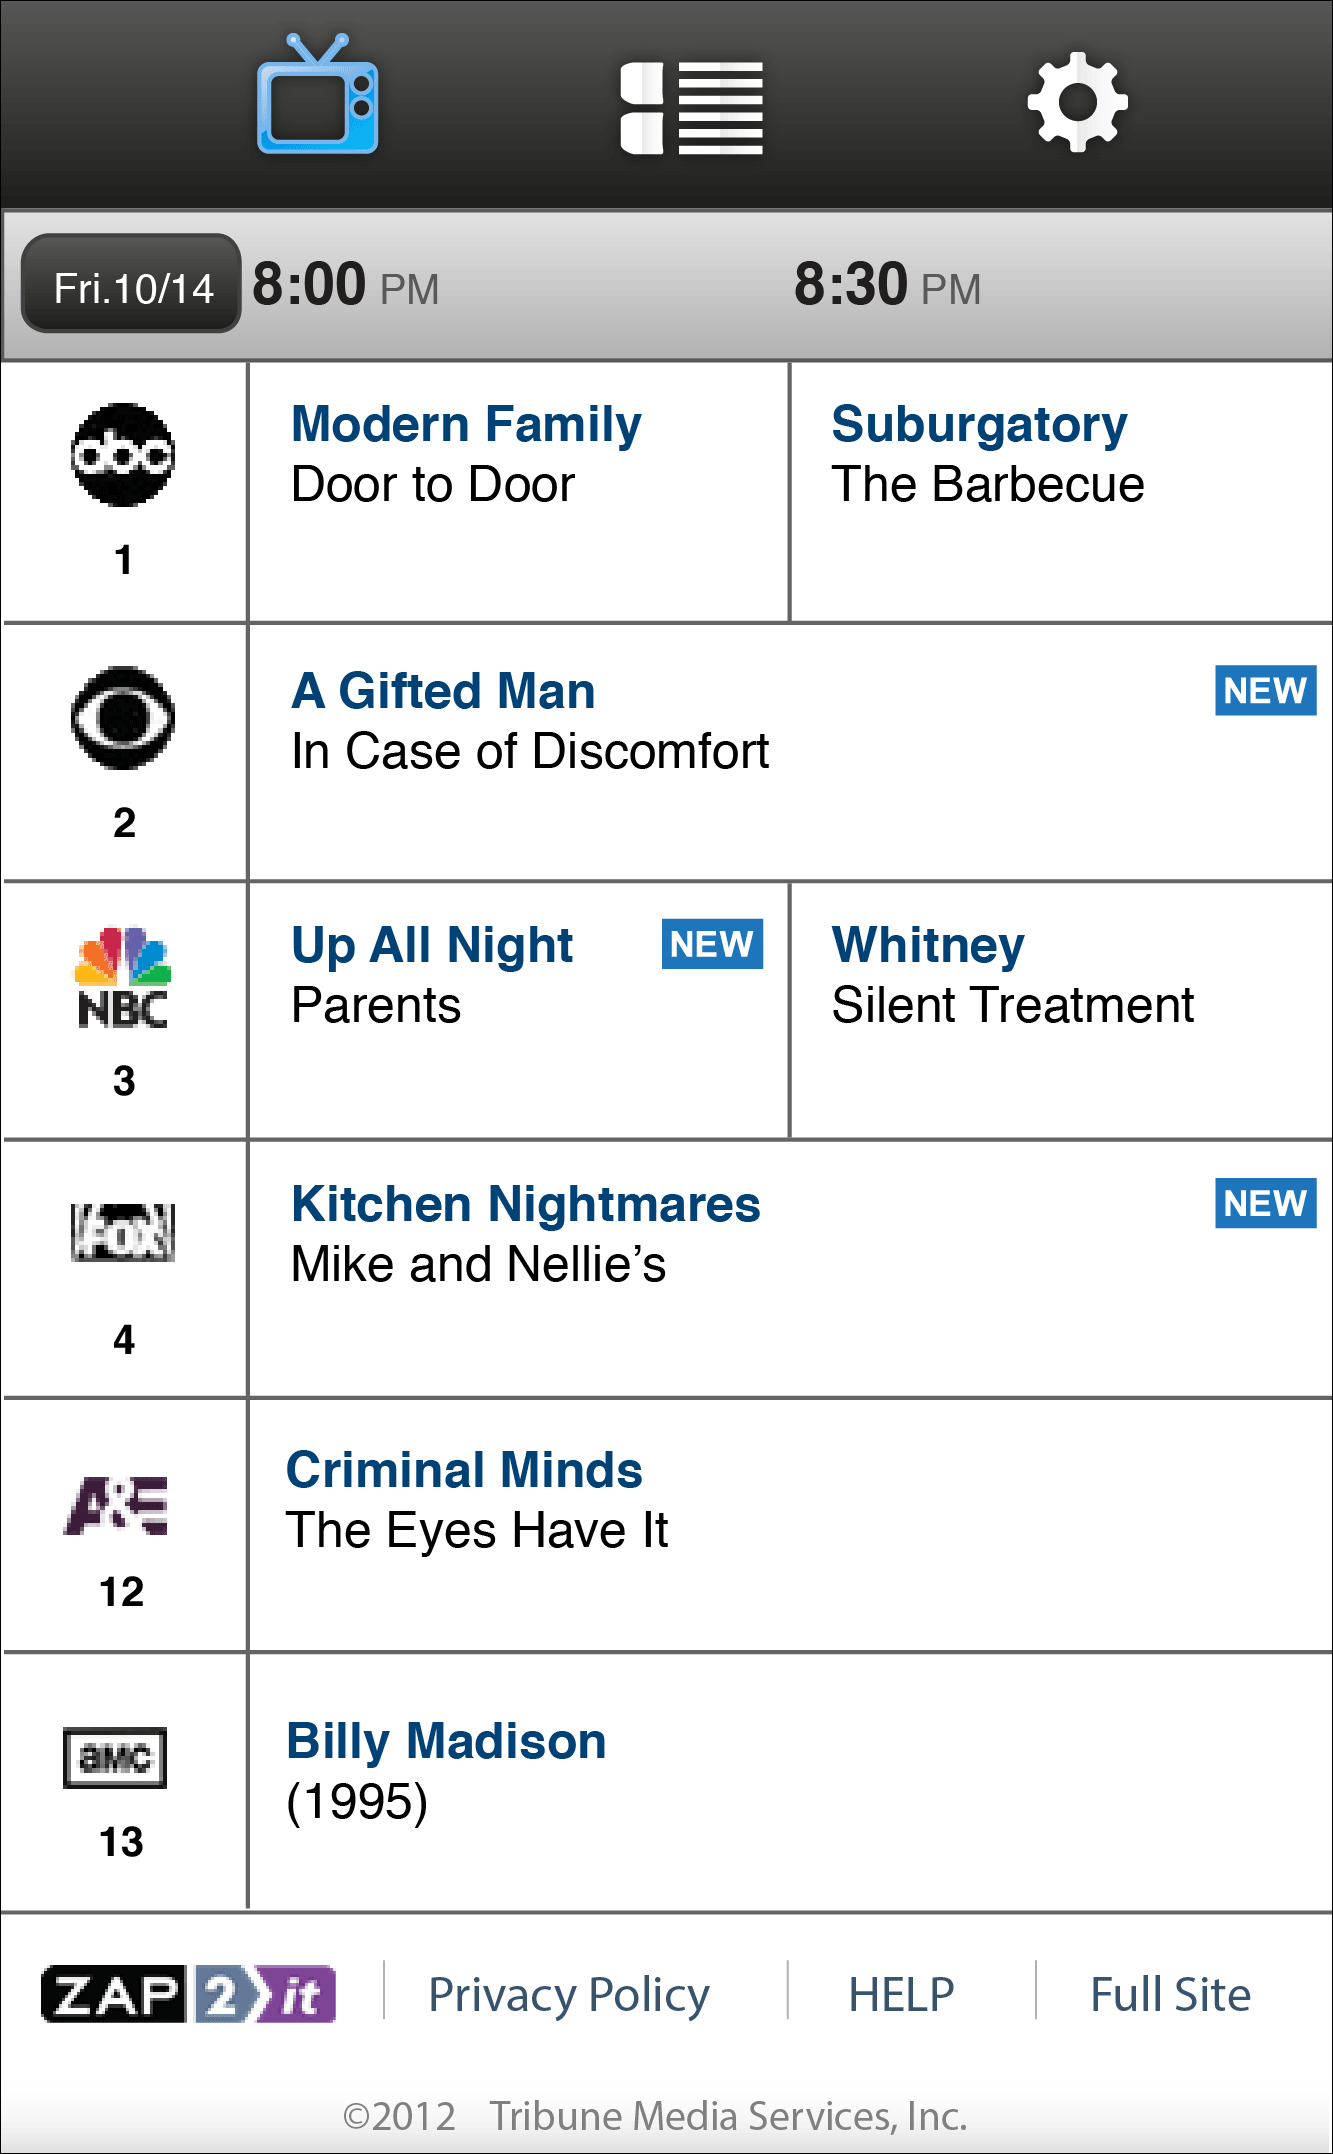 Fri.10/14 8:00 PM 8:30 PM
abc
1
Modern Family
Door to Door
Suburgatory
The Barbecue
2
A Gifted Man NEW
In Case of Discomfort
NBC
3
Up All Night NEW
Parents
Whitney
Silent Treatment
FOX
4
Kitchen Nightmares NEW
Mike and Nellie’s
A&E
12
Criminal Minds
The Eyes Have It
aMC
13
Billy Madison
(1995)
ZAP2it Privacy Policy HELP Full Site
©2012 Tribune Media Services, Inc.